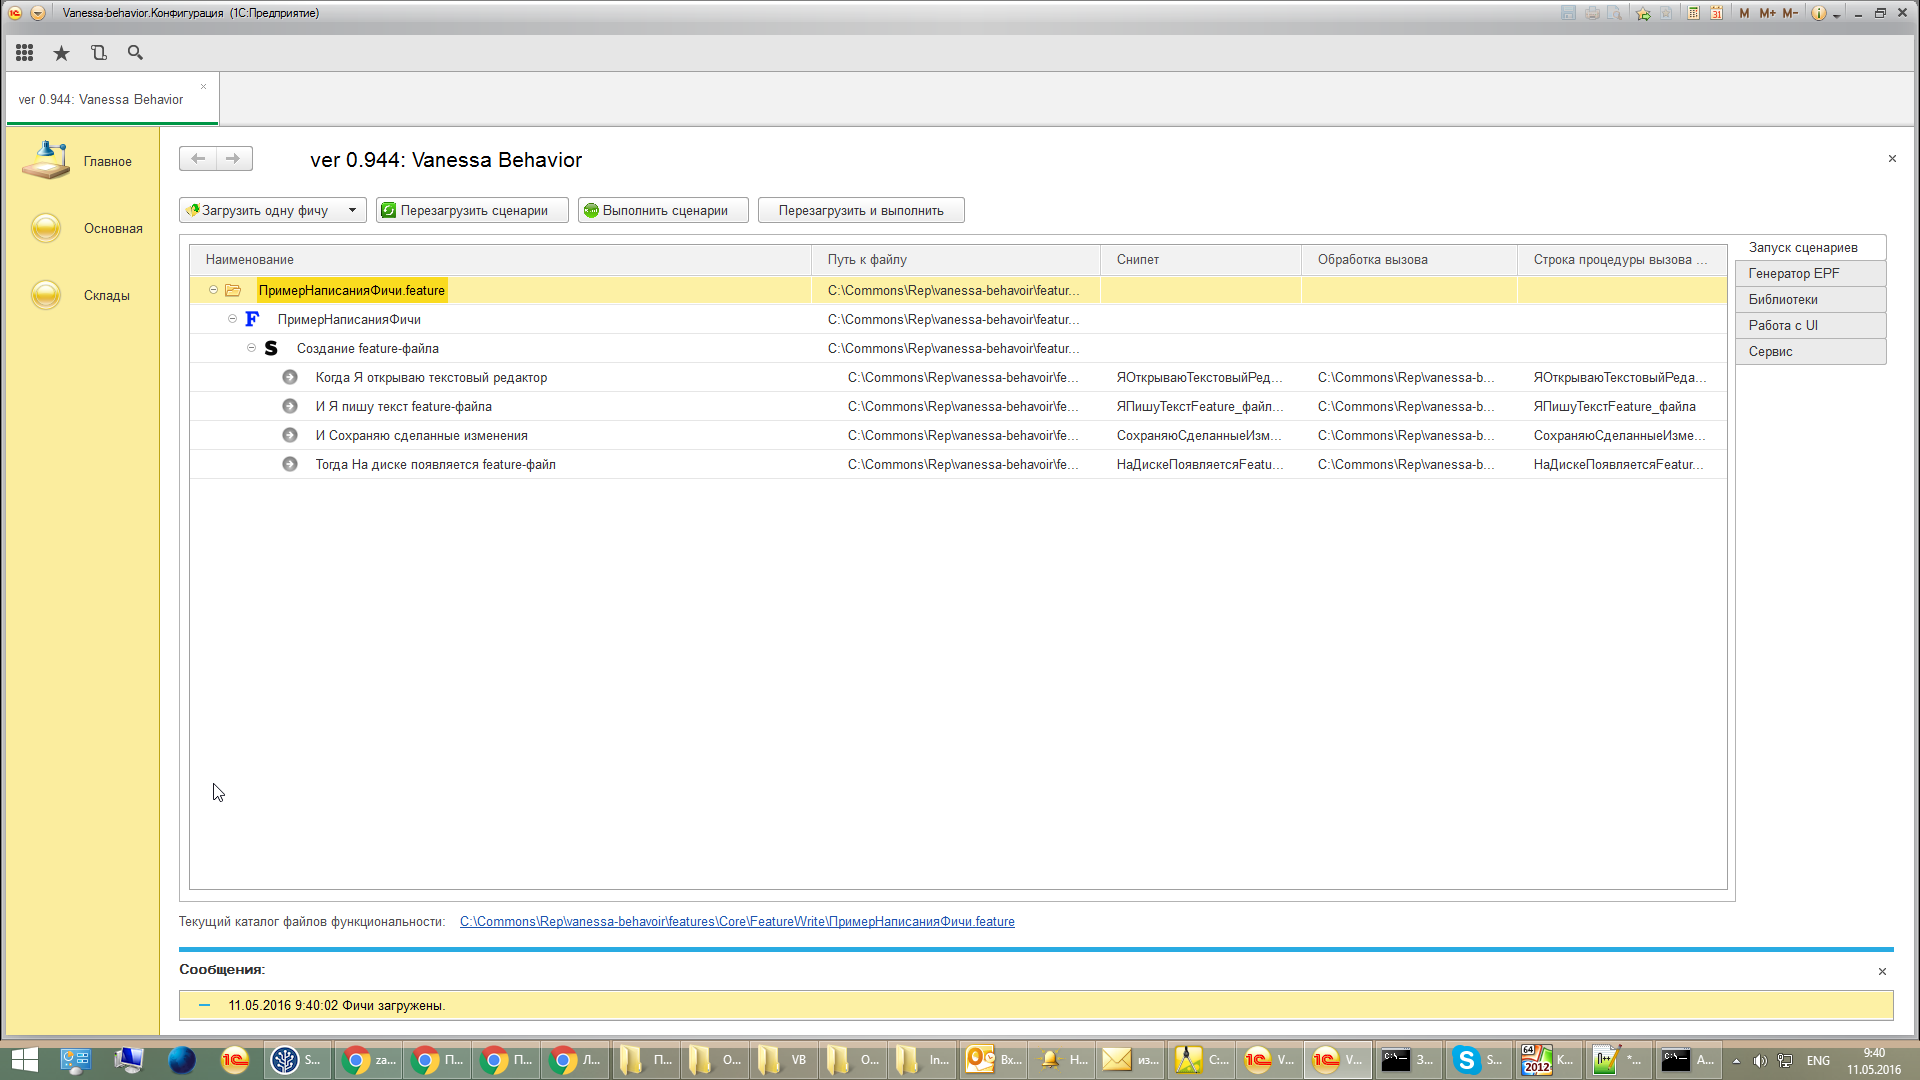 Vanessa-behavior.Конфигурация (1С:Предприятие)
M M+ M-
ver 0.944: Vanessa Behavior
Главное
Основная
Склады
ver 0.944: Vanessa Behavior
Загрузить одну фичу
Перезагрузить сценарии
Выполнить сценарии
Перезагрузить и выполнить
Наименование Путь к файлу Снипет Обработка вызова Строка процедуры вызова ...
ПримерНаписанияФичи.feature C:\Commons\Rep\vanessa-behavoir\featur...
F ПримерНаписанияФичи C:\Commons\Rep\vanessa-behavoir\featur...
S Создание feature-файла C:\Commons\Rep\vanessa-behavoir\featur...
Когда Я открываю текстовый редактор C:\Commons\Rep\vanessa-behavoir\fe... ЯОткрываюТекстовыйРед... C:\Commons\Rep\vanessa-b... ЯОткрываюТекстовыйРеда...
И Я пишу текст feature-файла C:\Commons\Rep\vanessa-behavoir\fe... ЯПишуТекстFeature_файл... C:\Commons\Rep\vanessa-b... ЯПишуТекстFeature_файла
И Сохраняю сделанные изменения C:\Commons\Rep\vanessa-behavoir\fe... СохраняюСделанныеИзм... C:\Commons\Rep\vanessa-b... СохраняюСделанныеИзме...
Тогда На диске появляется feature-файл C:\Commons\Rep\vanessa-behavoir\fe... НаДискеПоявляетсяFeatu... C:\Commons\Rep\vanessa-b... НаДискеПоявляетсяFeatur...
Запуск сценариев
Генератор EPF
Библиотеки
Работа с UI
Сервис
Текущий каталог файлов функциональности: C:\Commons\Rep\vanessa-behavoir\features\Core\FeatureWrite\ПримерНаписанияФичи.feature
Сообщения:
11.05.2016 9:40:02 Фичи загружены.
S... za... П... П... Л... П... О... VB О... In... Вх... Н... из... С:... V... V... З... S... К... *... А... ENG
9:40
11.05.2016